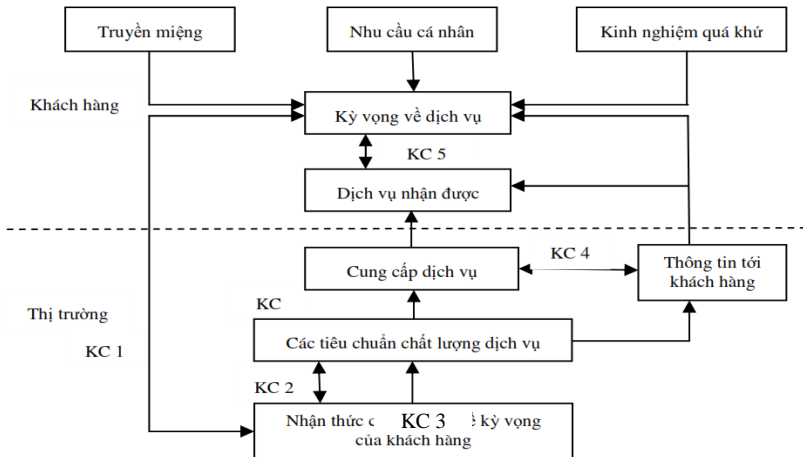 Truyền miệng
Nhu cầu cá nhân
Kinh nghiệm quá khứ
Khách hàng
Kỳ vọng về dịch vụ
KC 5
Dịch vụ nhận được
KC 4
Cung cấp dịch vụ
Thông tin tới
khách hàng
KC
Thị trường
Các tiêu chuẩn chất lượng dịch vụ
KC 1
KC 2
Nhận thức KC 3 kỳ vọng
của khách hàng